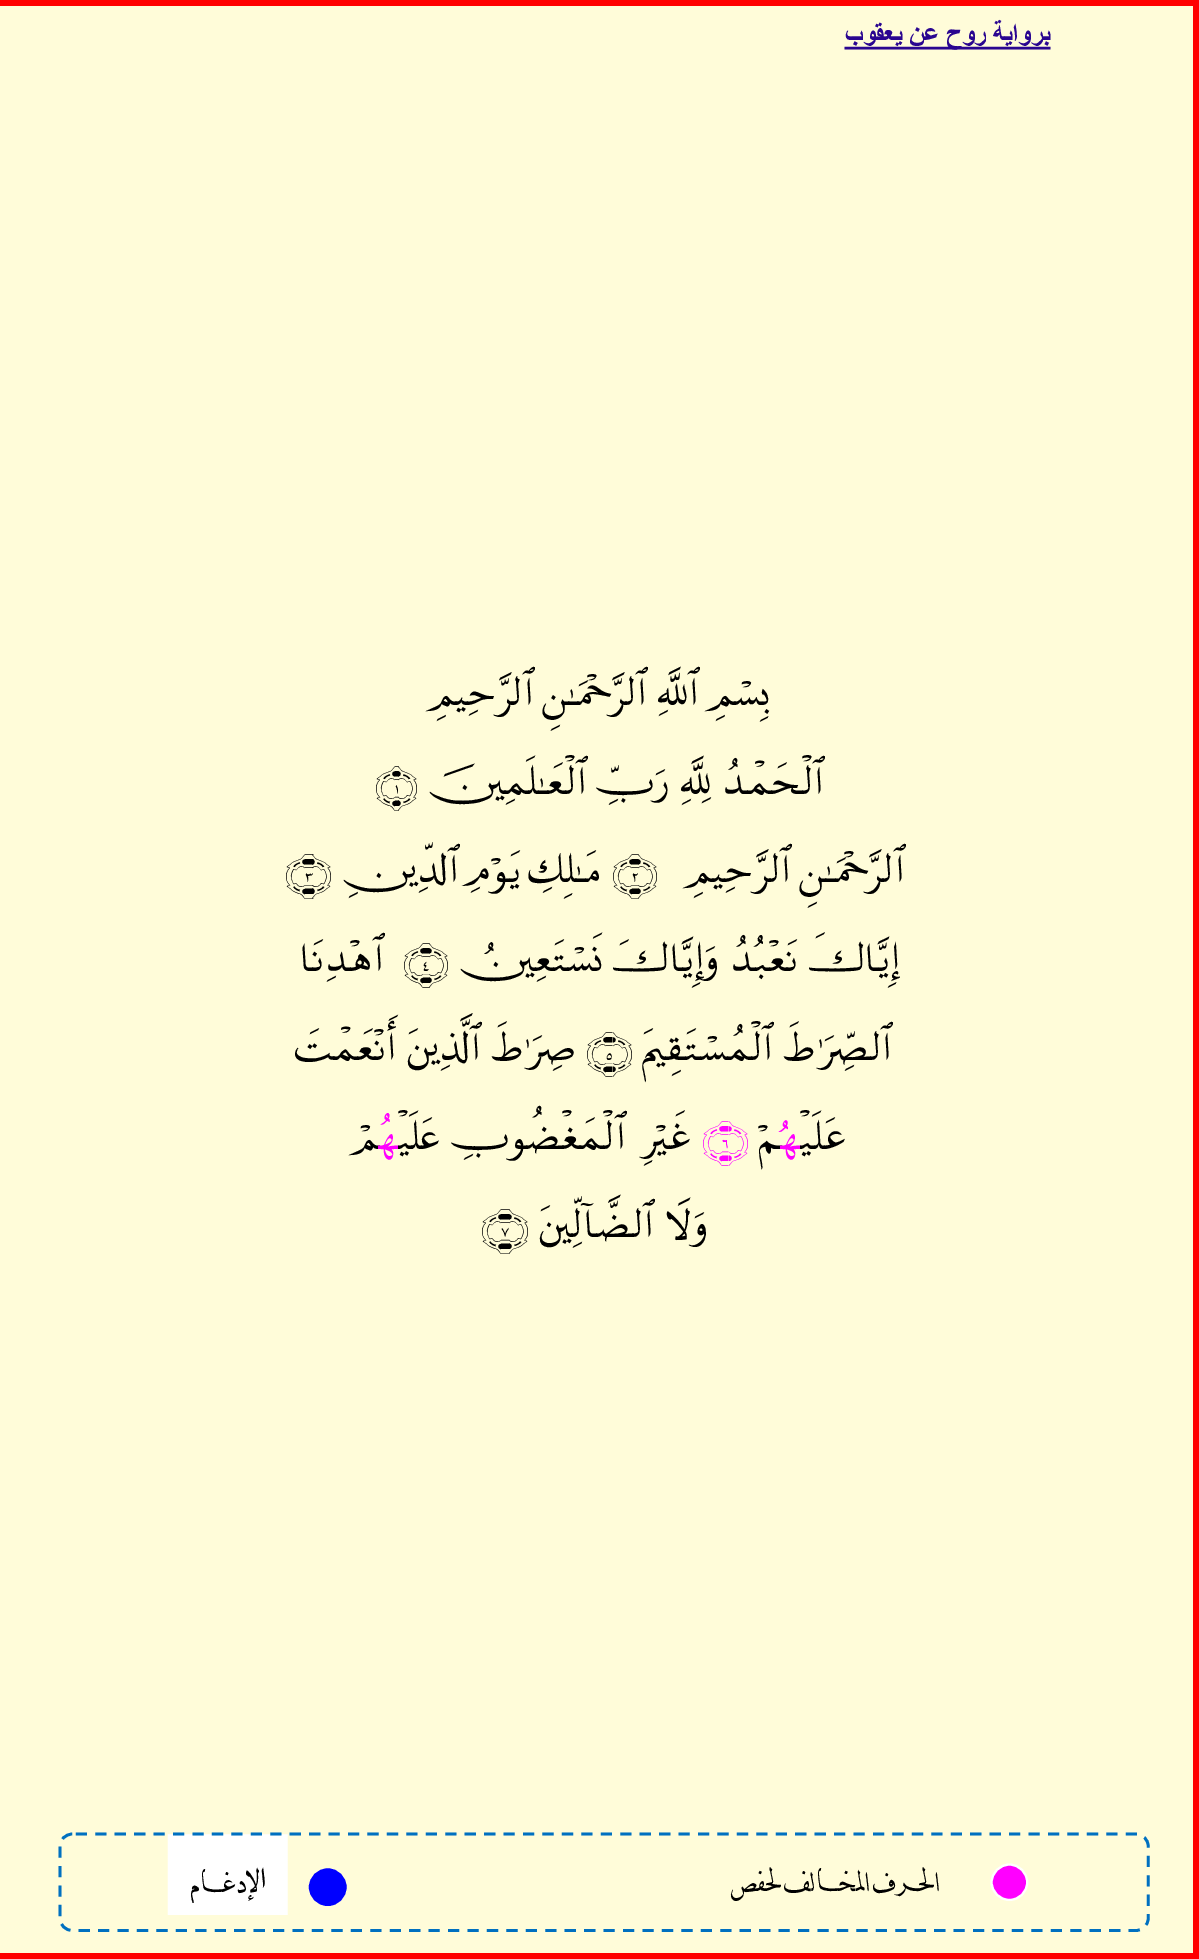 برواية روح عن يعقوب
بِسۡمِ ٱللَّهِ ٱلرَّحۡمَٰنِ ٱلرَّحِيمِ
ٱلۡحَمۡدُ لِلَّهِ رَبِّ ٱلۡعَٰلَمِينَ ١
ٱلرَّحۡمَٰنِ ٱلرَّحِيمِ ٢ مَٰلِكِ يَوۡمِ ٱلدِّينِ ٣
إِيَّاكَ نَعۡبُدُ وَإِيَّاكَ نَسۡتَعِينُ ٤ ٱهۡدِنَا
ٱلصِّرَٰطَ ٱلۡمُسۡتَقِيمَ ٥ صِرَٰطَ ٱلَّذِينَ أَنۡعَمۡتَ
عَلَيۡهُمۡ ٦ غَيۡرِ ٱلۡمَغۡضُوبِ عَلَيۡهُمۡ
وَلَا ٱلضَّآلِّينَ ٧
الحرف المخالف لحفص الإدغام